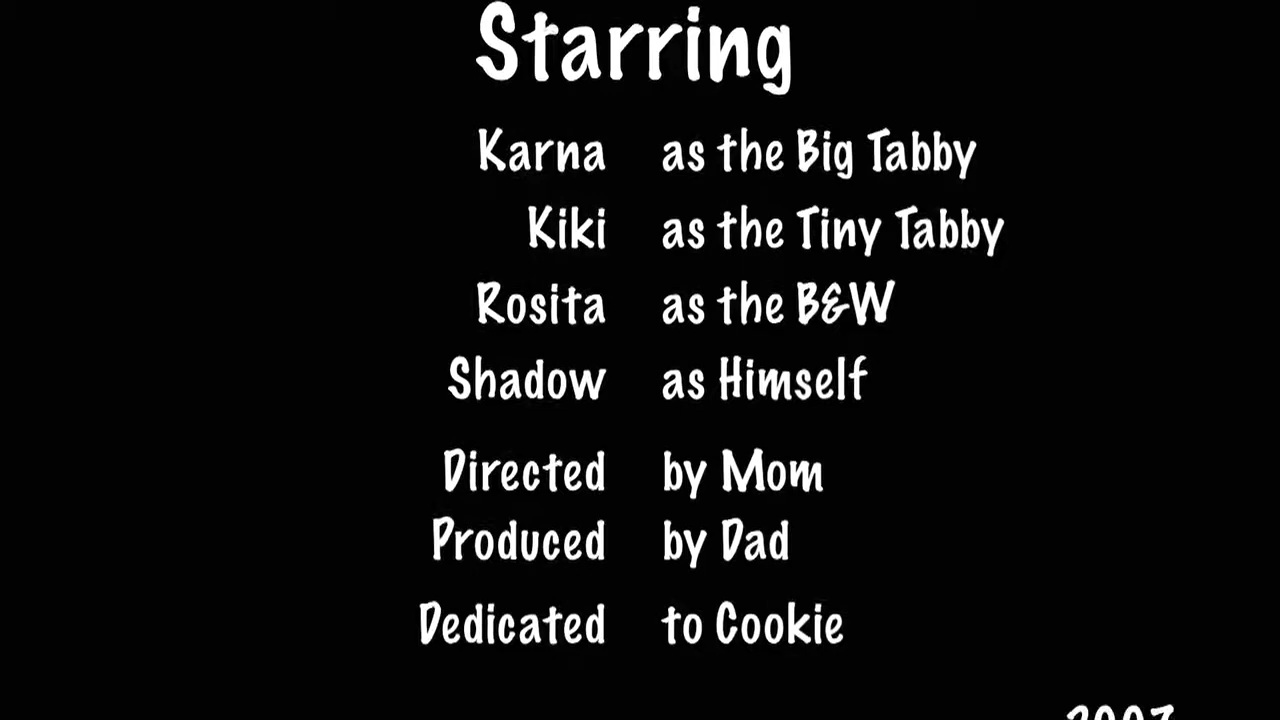 Starring
Karna as the Big Tabby
Kiki as the Tiny Tabby
Rosita as the B&W
Shadow as Himself
Directed by Mom
Produced by Dad
Dedicated to Cookie
2007